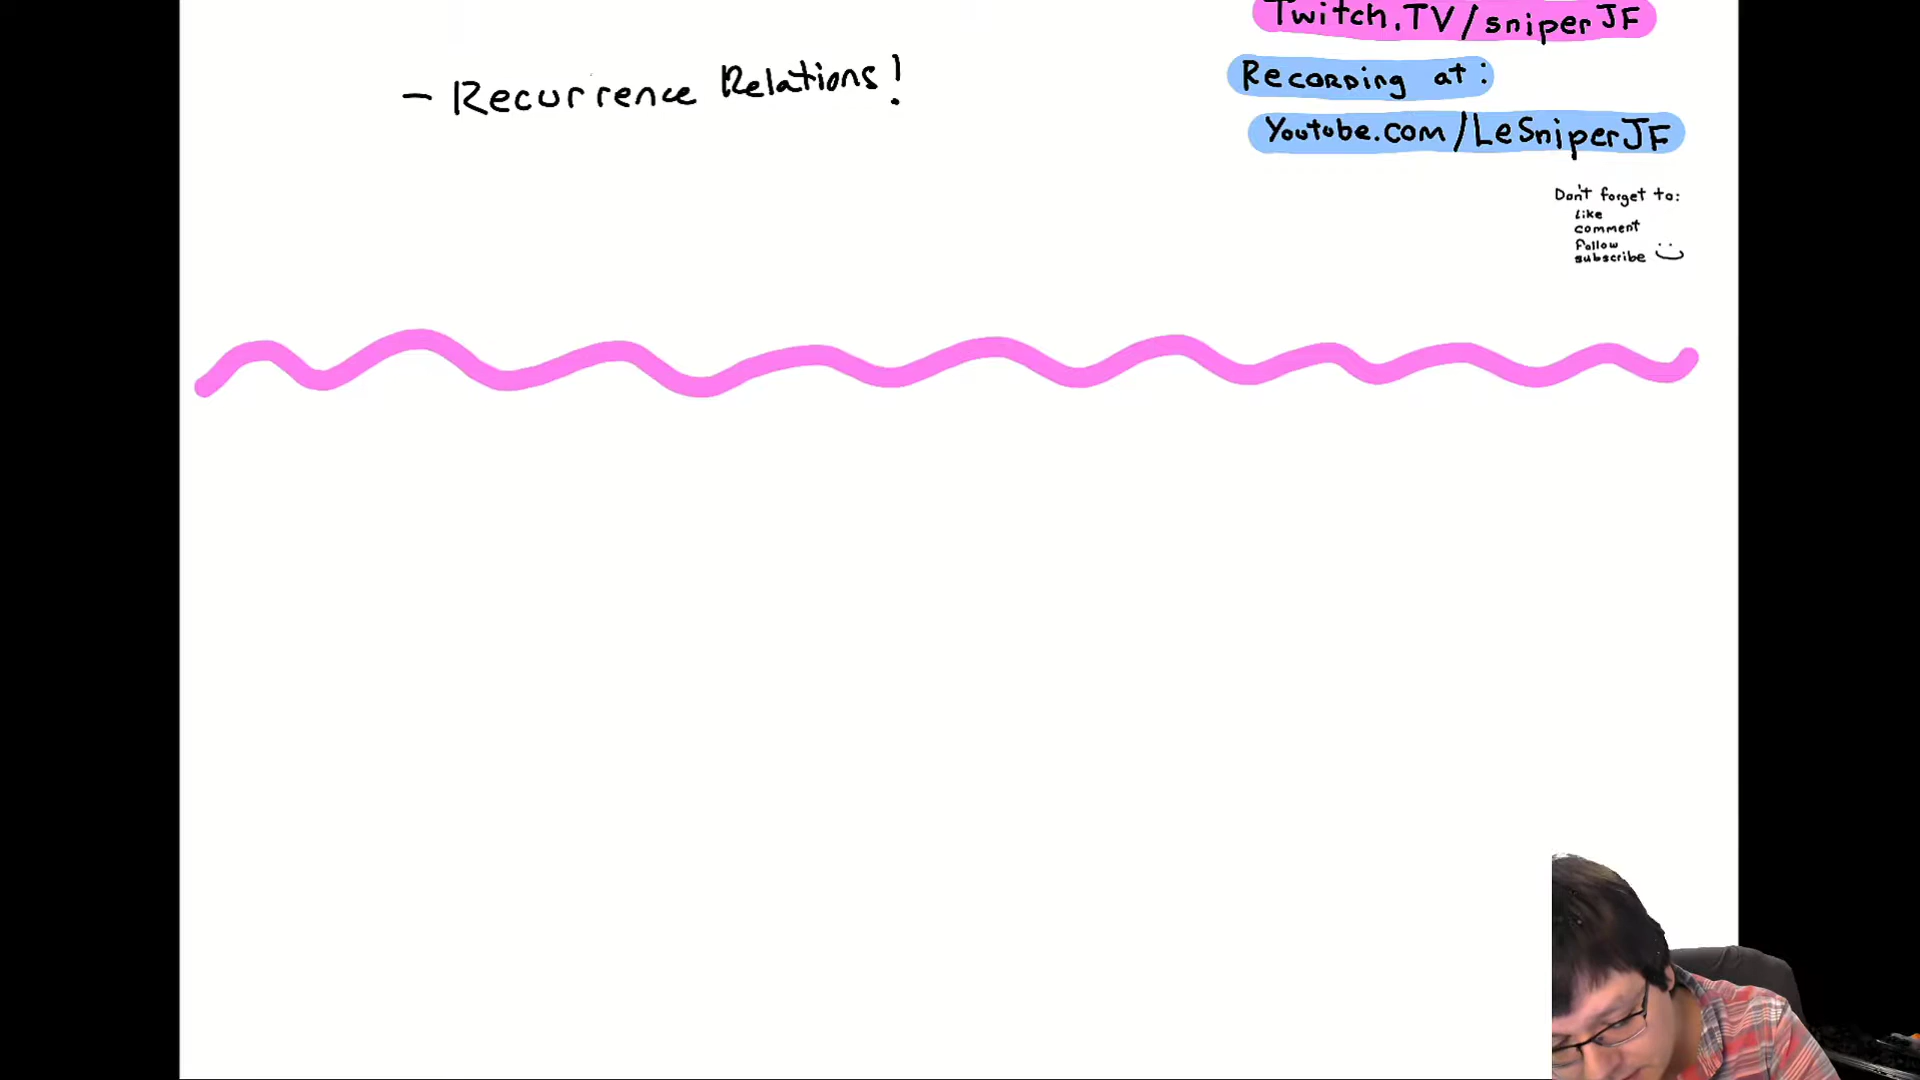 Twitch.TV/sniperJF
- Recurrence Relations!
Recording at:
Youtube.com/LeSniperJF
Don't forget to:
like
comment
follow
subscribe